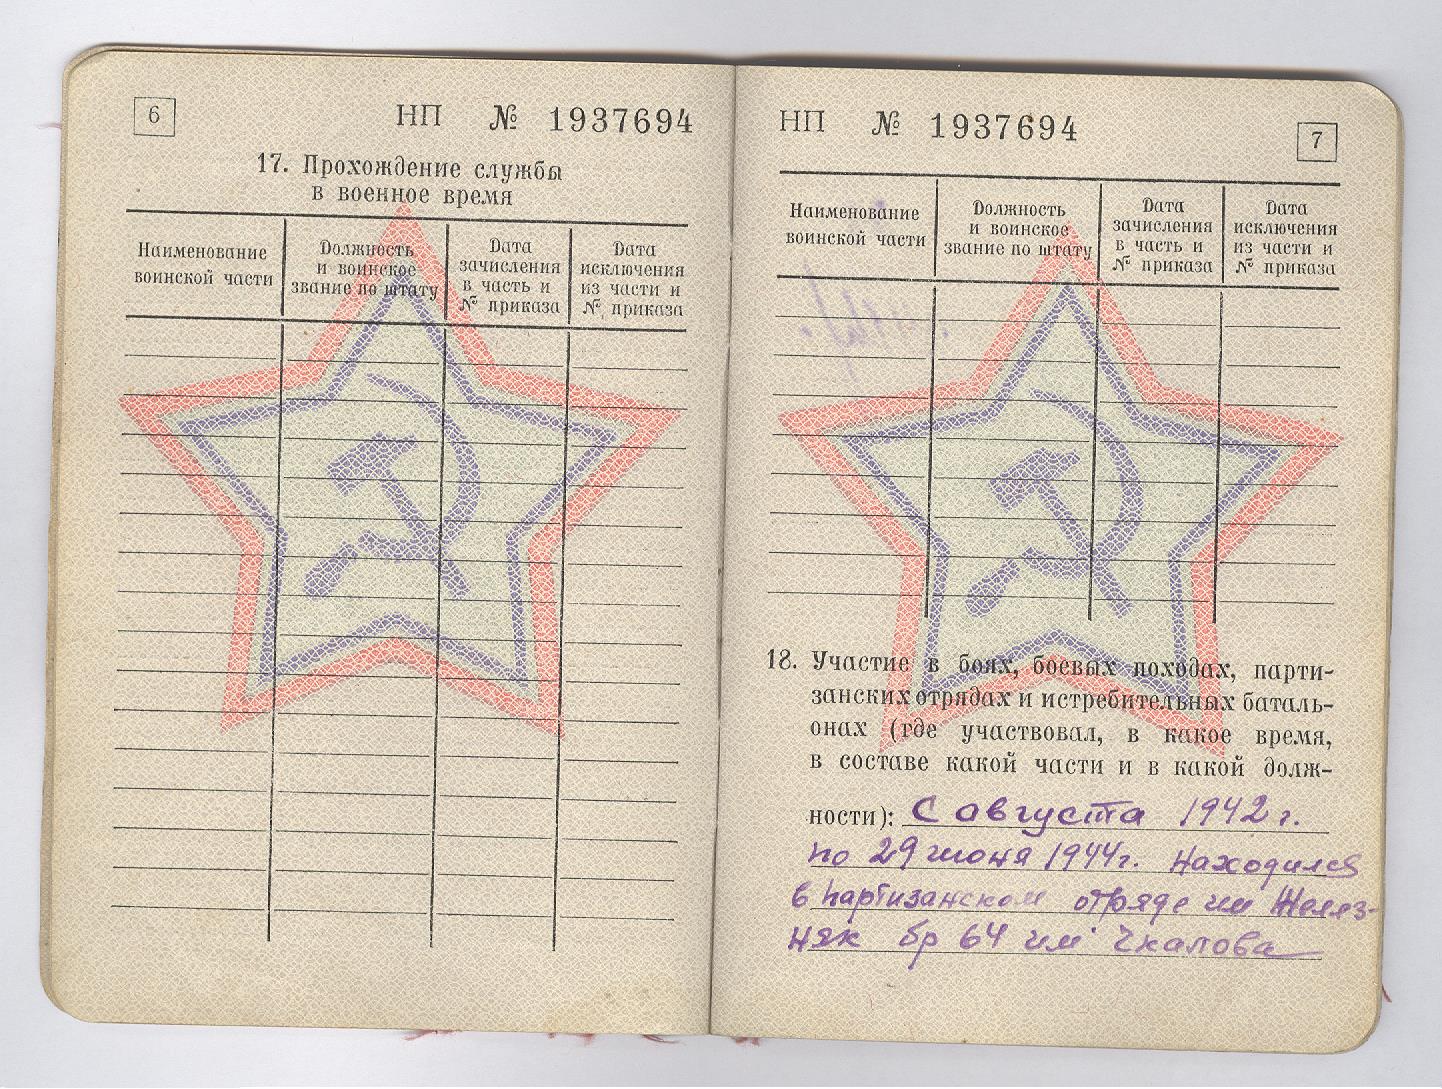 6
НП № 1937694
17. Прохождение службы
в военное время
Наименование
воинской части
Должность
и воинское
звание по штату
Дата
зачисления
в часть и
№ приказа
Дата
исключения
из части и
№ приказа
НП № 1937694
7
Наименование
воинской части
Должность
и воинское
звание по штату
Дата
зачисления
в часть и
№ приказа
Дата
исключения
из части и
№ приказа
18. Участие в боях, боевых походах, парти-
занских отрядах и истребительных баталь-
онах (где участвовал, в какое время,
в составе какой части и в какой долж-
ности): С августа 1942 г.
по 29 июня 1944г. находился
в партизанском отряде им Желез-
няк бр 64 им Чкалова